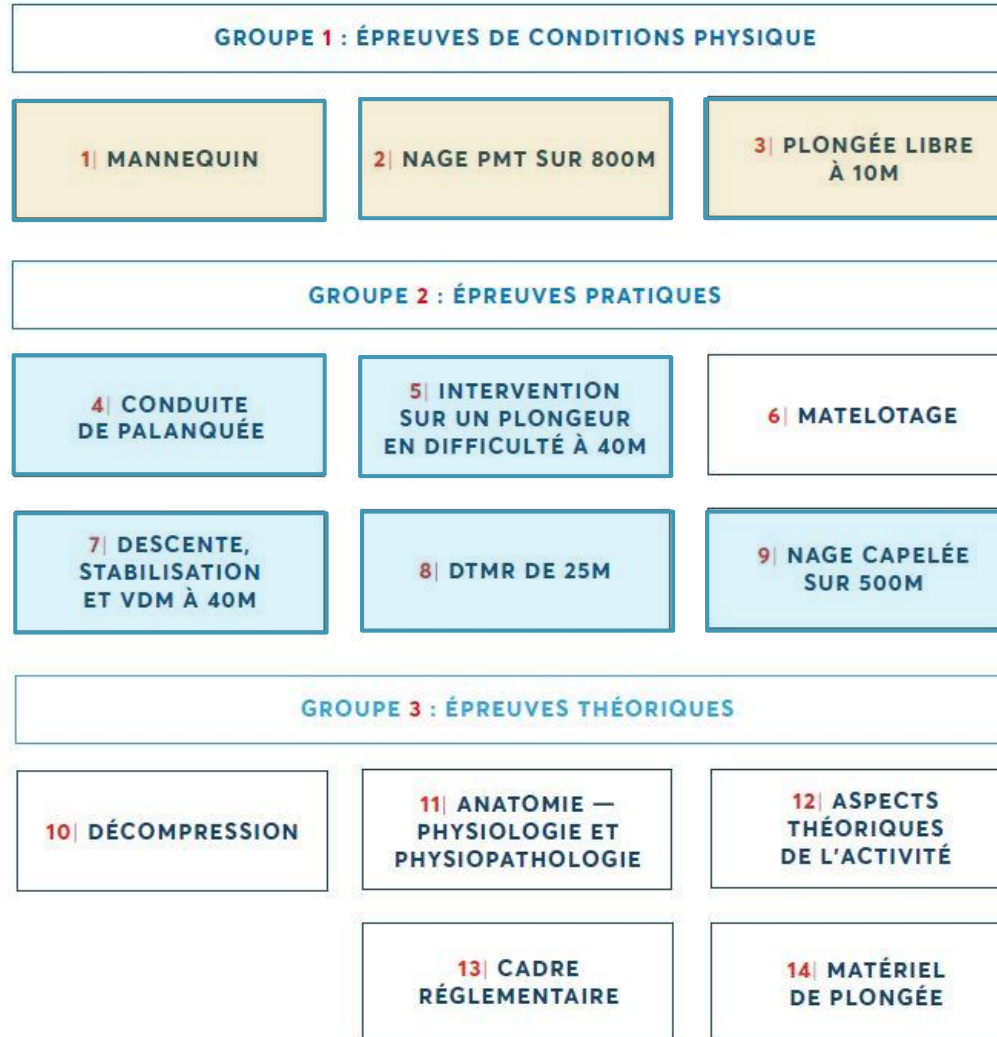 GROUPE 1 : ÉPREUVES DE CONDITIONS PHYSIQUE
1| MANNEQUIN
2| NAGE PMT SUR 800M
3| PLONGÉE LIBRE
À 10M
GROUPE 2 : ÉPREUVES PRATIQUES
4| CONDUITE
DE PALANQUÉE
5| INTERVENTION
SUR UN PLONGEUR
EN DIFFICULTÉ À 40M
6| MATELOTAGE
7| DESCENTE,
STABILISATION
ET VDM À 40M
8| DTMR DE 25M
9| NAGE CAPELÉE
SUR 500M
GROUPE 3 : ÉPREUVES THÉORIQUES
10| DÉCOMPRESSION
11| ANATOMIE —
PHYSIOLOGIE ET
PHYSIOPATHOLOGIE
12| ASPECTS
THÉORIQUES
DE L'ACTIVITÉ
13| CADRE
RÉGLEMENTAIRE
14| MATÉRIEL
DE PLONGÉE